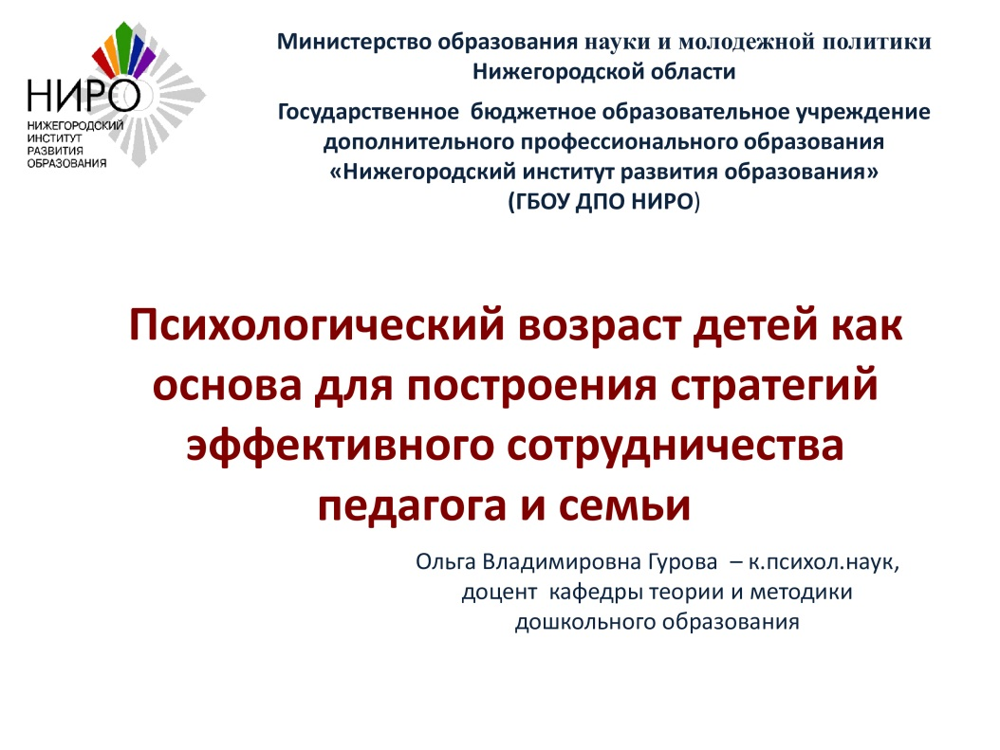 НИРО
НИЖЕГОРОДСКИЙ
ИНСТИТУТ
РАЗВИТИЯ
ОБРАЗОВАНИЯ
Министерство образования науки и молодежной политики
Нижегородской области
Государственное бюджетное образовательное учреждение
дополнительного профессионального образования
«Нижегородский институт развития образования»
(ГБОУ ДПО НИРО)
Психологический возраст детей как
основа для построения стратегий
эффективного сотрудничества
педагога и семьи
Ольга Владимировна Гурова – к.психол.наук,
доцент кафедры теории и методики
дошкольного образования